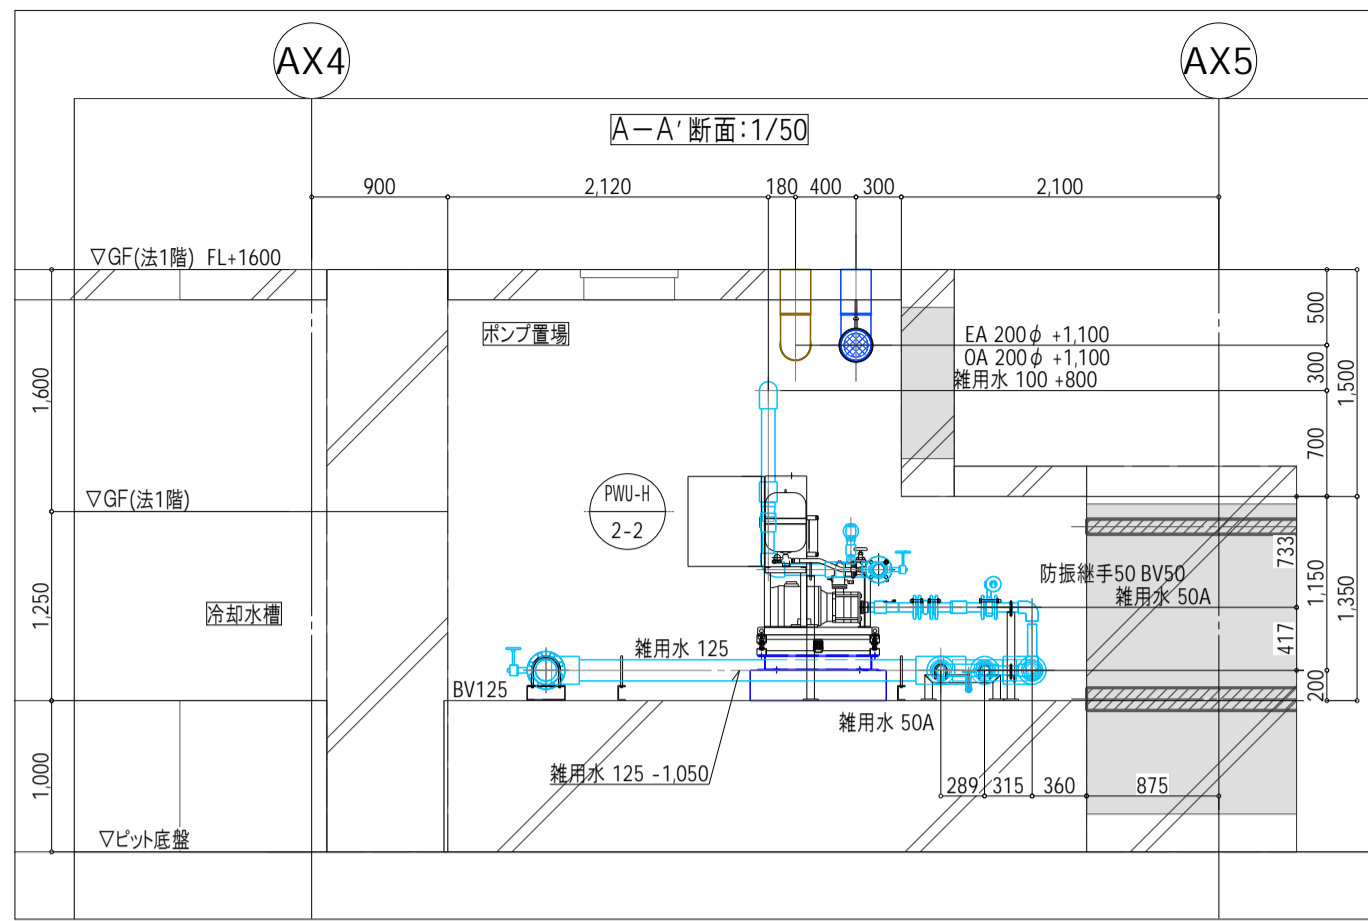 AX4
AX5
A-A'断面:1/50
900
2,120
180
400
300
2,100
▽GF(法1階) FL+1600
ポンプ置場
EA 200φ +1,100
OA 200φ +1,100
雑用水 100 +800
500
300
700
1,500
1,600
▽GF(法1階)
PWU-H
2-2
防振継手50 BV50
雑用水 50A
733
1,150
417
200
1,350
1,250
冷却水槽
雑用水 125
BV125
雑用水 50A
雑用水 125 -1,050
289
315
360
875
1,000
▽ピット底盤